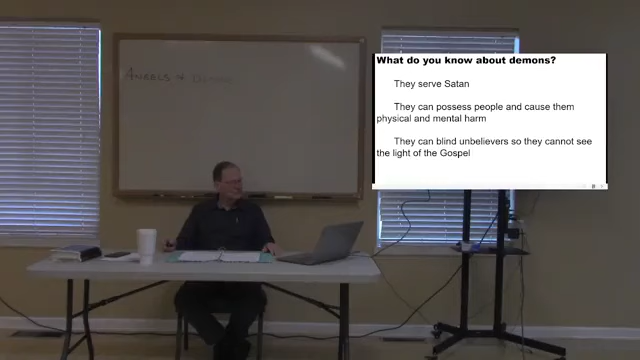 ANGELS &
What do you know about demons?
They serve Satan
They can possess people and cause them
physical and mental harm
They can blind unbelievers so they cannot see
the light of the Gospel